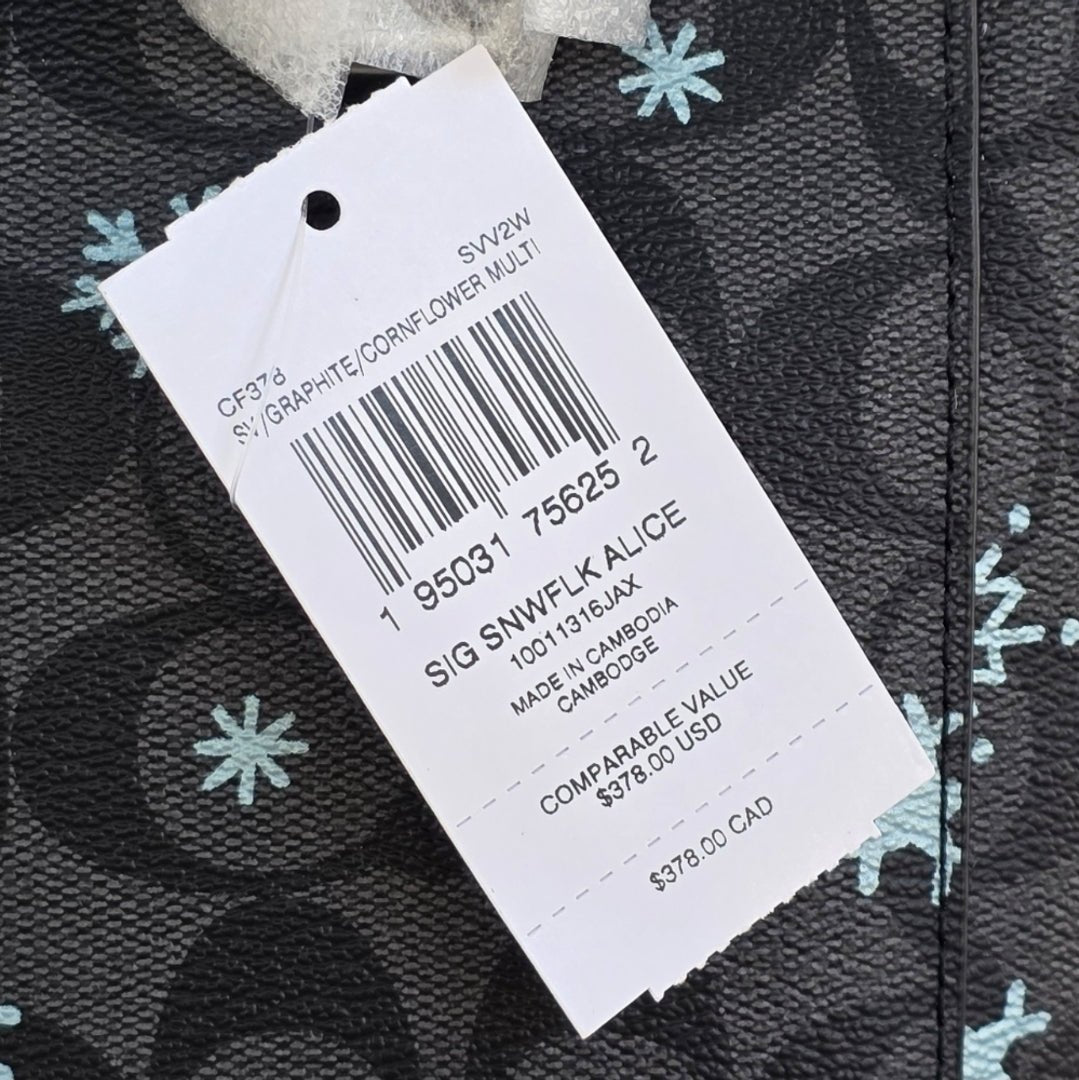 SVV2W
CF378
SV/GRAPHITE/CORNFLOWER MULTI
1 95031 75625 2
SIG SNWFLK ALICE
10011316JAX
MADE IN CAMBODIA
CAMBODGE
COMPARABLE VALUE
$378.00 USD
$378.00 CAD